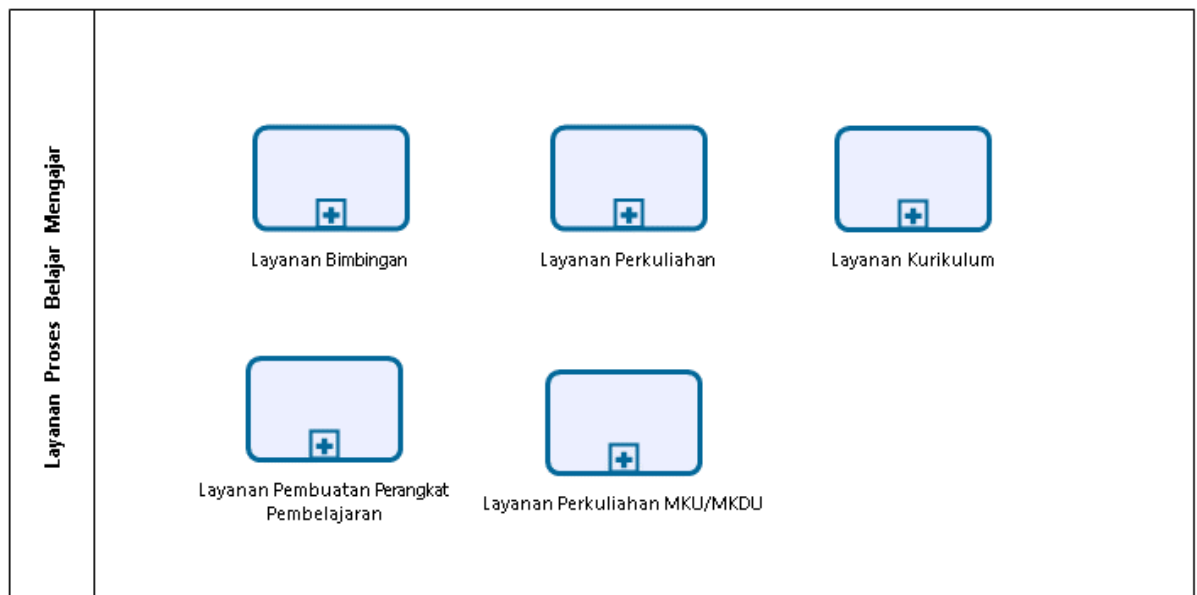 Layanan Proses Belajar Mengajar
Layanan Bimbingan
Layanan Perkuliahan
Layanan Kurikulum
Layanan Pembuatan Perangkat
Pembelajaran
Layanan Perkuliahan MKU/MKDU